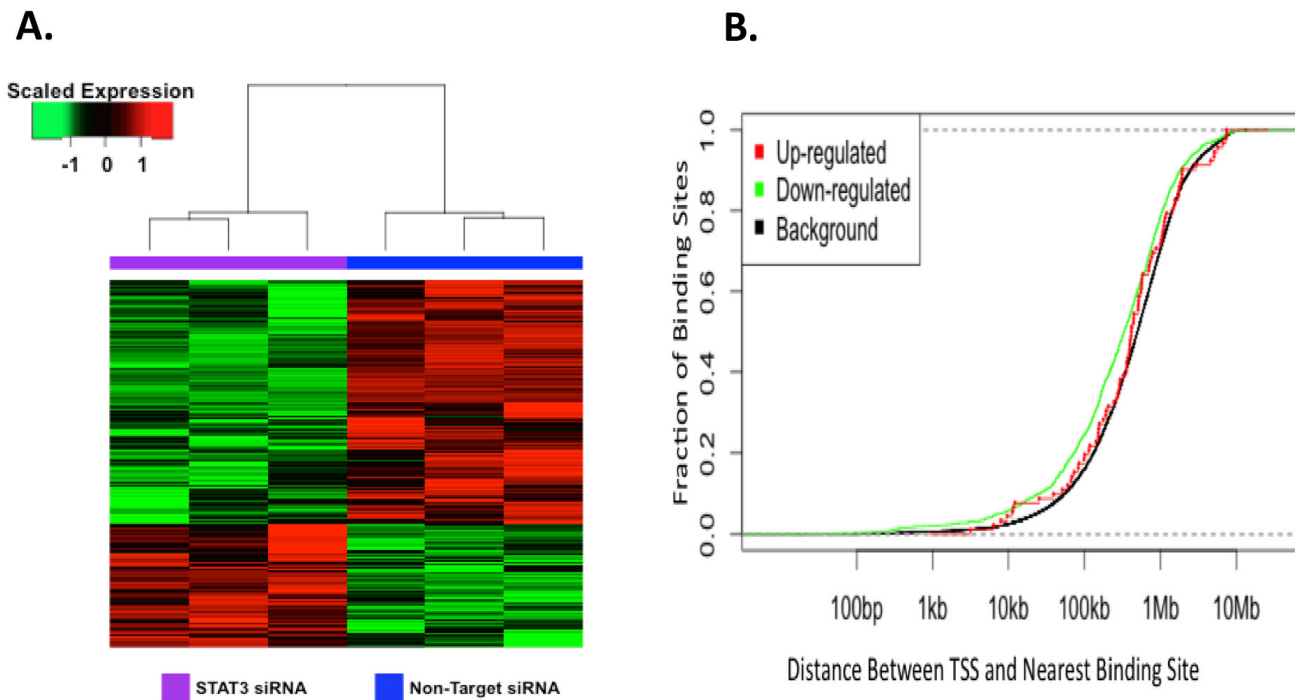 A.
Scaled Expression
-1 0 1
STAT3 siRNA
Non-Target siRNA
B.
Up-regulated
Down-regulated
Background
Fraction of Binding Sites
0.0 0.2 0.4 0.6 0.8 1.0
100bp 1kb 10kb 100kb 1Mb 10Mb
Distance Between TSS and Nearest Binding Site